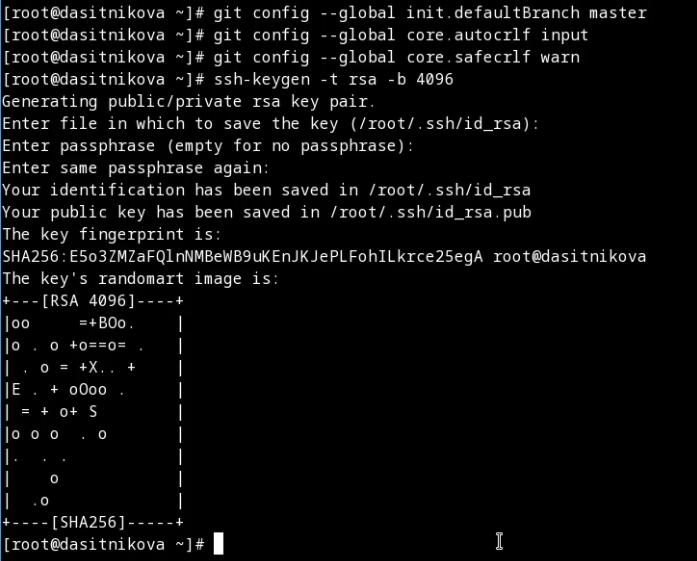 [root@dasitnikova ~]# git config --global init.defaultBranch master
[root@dasitnikova ~]# git config --global core.autocrlf input
[root@dasitnikova ~]# git config --global core.safecrlf warn
[root@dasitnikova ~]# ssh-keygen -t rsa -b 4096
Generating public/private rsa key pair.
Enter file in which to save the key (/root/.ssh/id_rsa):
Enter passphrase (empty for no passphrase):
Enter same passphrase again:
Your identification has been saved in /root/.ssh/id_rsa
Your public key has been saved in /root/.ssh/id_rsa.pub
The key fingerprint is:
SHA256:E5o3ZMZaFQlnNMBeWB9uKEnJKJePLFohILkrce25egA root@dasitnikova
The key's randomart image is:
+---[RSA 4096]----+
|oo     =+BOo.    |
|o . o +o==o= .   |
| . o = +X.. +    |
|E . + oOoo .     |
| = + o+ S        |
|o o o  . o       |
|.  . .           |
|    o            |
|  .o             |
+----[SHA256]-----+
[root@dasitnikova ~]#